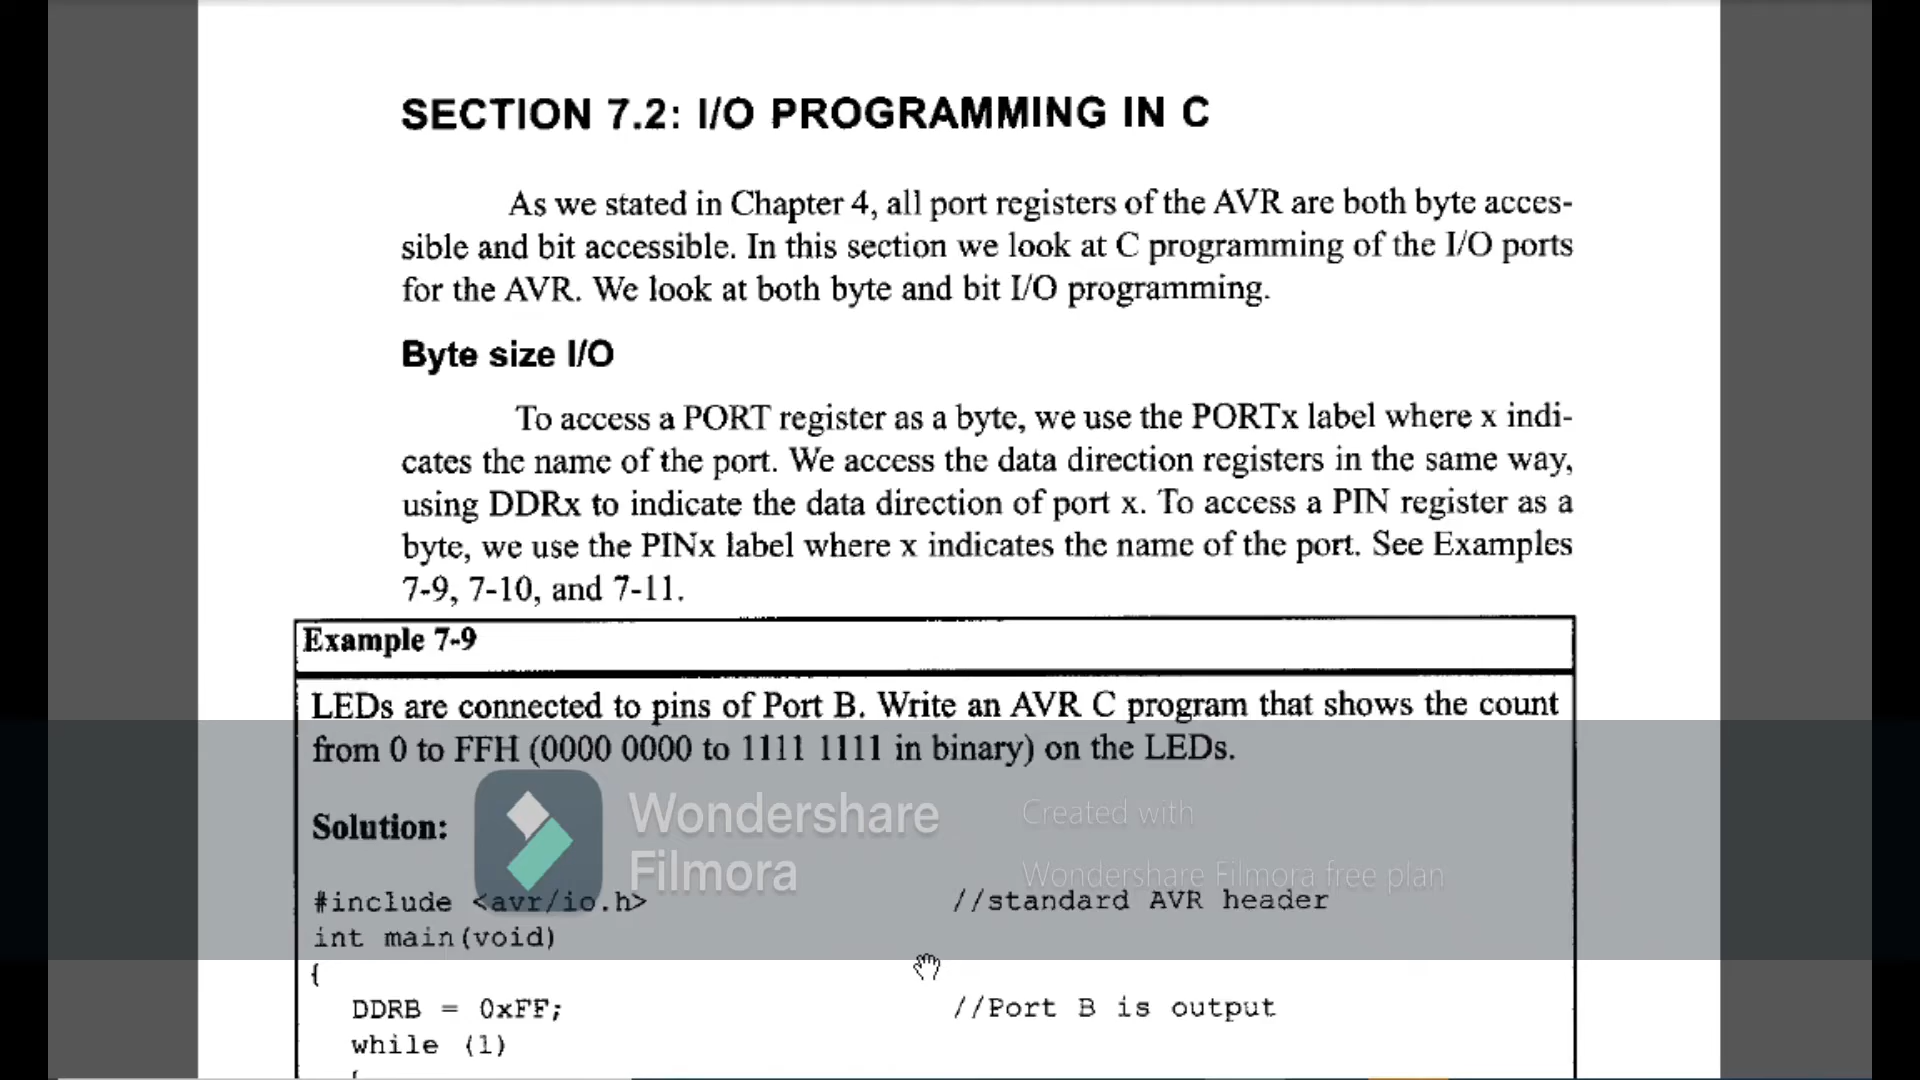 SECTION 7.2: I/O PROGRAMMING IN C
As we stated in Chapter 4, all port registers of the AVR are both byte acces-
sible and bit accessible. In this section we look at C programming of the I/O ports
for the AVR. We look at both byte and bit I/O programming.
Byte size I/O
To access a PORT register as a byte, we use the PORTx label where x indi-
cates the name of the port. We access the data direction registers in the same way,
using DDRx to indicate the data direction of port x. To access a PIN register as a
byte, we use the PINx label where x indicates the name of the port. See Examples
7-9, 7-10, and 7-11.
Example 7-9
LEDs are connected to pins of Port B. Write an AVR C program that shows the count
from 0 to FFH (0000 0000 to 1111 1111 in binary) on the LEDs.
Solution:
Wondershare
Filmora
Created with
Wondershare Filmora free plan
#include <avr/io.h> //standard AVR header
int main(void)
{
DDRB = 0xFF; //Port B is output
while (1)
{